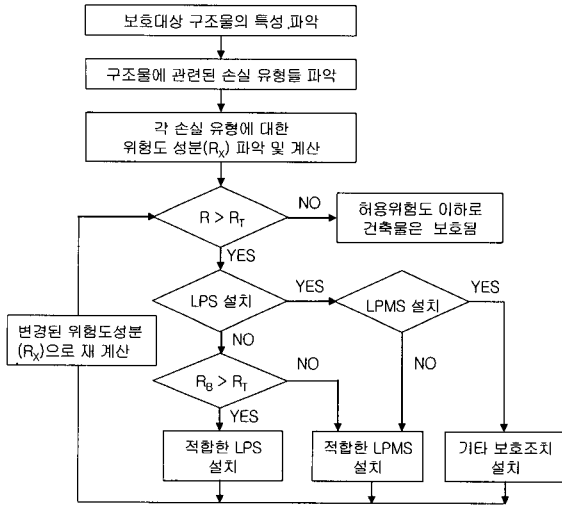 보호대상 구조물의 특성 파악
구조물에 관련된 손실 유형들 파악
각 손실 유형에 대한
위험도 성분(Rx) 파악 및 계산
R > RT
NO
허용위험도 이하로
건축물은 보호됨
YES
LPS 설치
YES
LPMS 설치
YES
변경된 위험도성분
(Rx)으로 재 계산
NO
NO
NO
RB > RT
YES
적합한 LPS
설치
적합한 LPMS
설치
기타 보호조치
설치